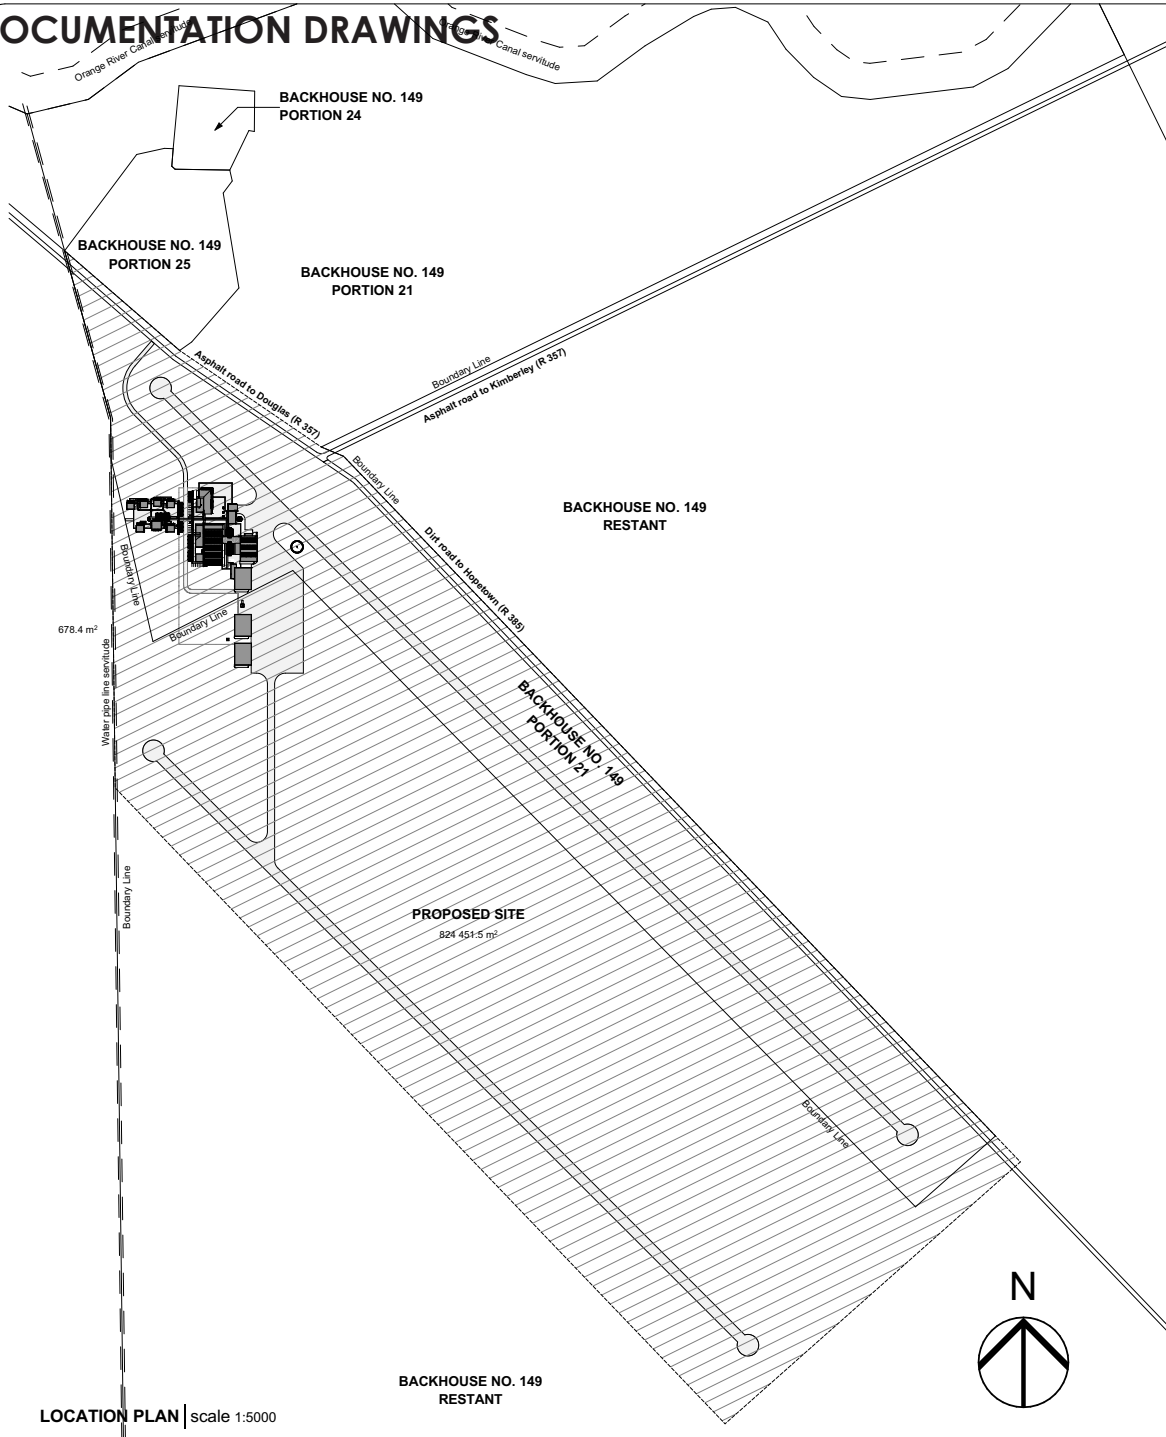 OCUMENTATION DRAWINGS
Orange River Canal servitude
Orange River Canal servitude
BACKHOUSE NO. 149
PORTION 24
BACKHOUSE NO. 149
PORTION 25
BACKHOUSE NO. 149
PORTION 21
Asphalt road to Douglas (R 357)
Boundary Line
Asphalt road to Kimberley (R 357)
Boundary Line
BACKHOUSE NO. 149
RESTANT
Dirt road to Hopetown (R 385)
Boundary Line
Boundary Line
678.4 m²
Water pipe line servitude
BACKHOUSE NO. 149
PORTION 21
Boundary Line
PROPOSED SITE
824 451.5 m²
Boundary Line
N
BACKHOUSE NO. 149
RESTANT
LOCATION PLAN scale 1:5000